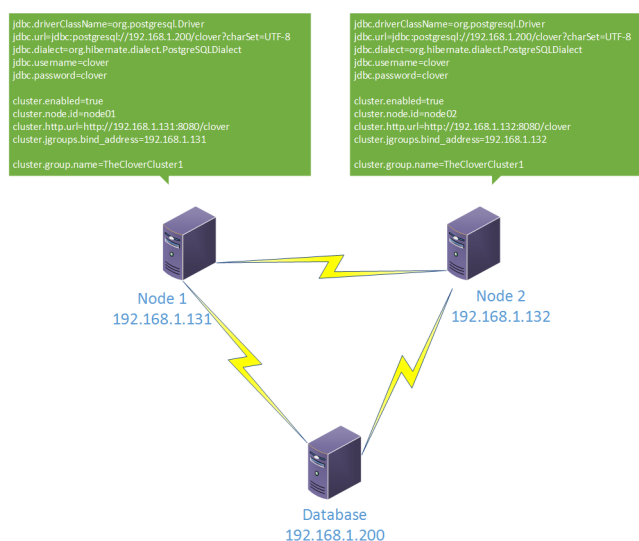 jdbc.driverClassName=org.postgresql.Driver
jdbc.url=jdbc:postgresql://192.168.1.200/clover?charSet=UTF-8
jdbc.dialect=org.hibernate.dialect.PostgreSQLDialect
jdbc.username=clover
jdbc.password=clover
cluster.enabled=true
cluster.node.id=node01
cluster.http.url=http://192.168.1.131:8080/clover
cluster.jgroups.bind_address=192.168.1.131
cluster.group.name=TheCloverCluster1
jdbc.driverClassName=org.postgresql.Driver
jdbc.url=jdbc:postgresql://192.168.1.200/clover?charSet=UTF-8
jdbc.dialect=org.hibernate.dialect.PostgreSQLDialect
jdbc.username=clover
jdbc.password=clover
cluster.enabled=true
cluster.node.id=node02
cluster.http.url=http://192.168.1.132:8080/clover
cluster.jgroups.bind_address=192.168.1.132
cluster.group.name=TheCloverCluster1
Node 1
192.168.1.131
Node 2
192.168.1.132
Database
192.168.1.200